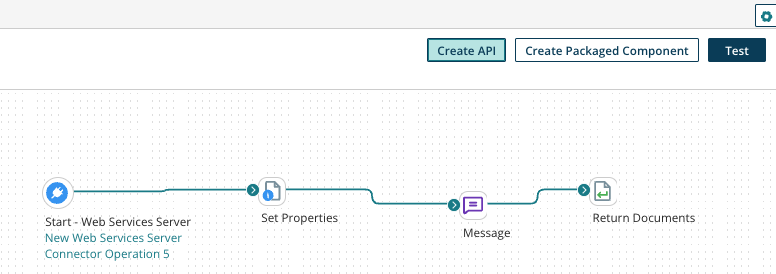 Create API
Create Packaged Component
Test
Start - Web Services Server
New Web Services Server
Connector Operation 5
Set Properties
Message
Return Documents